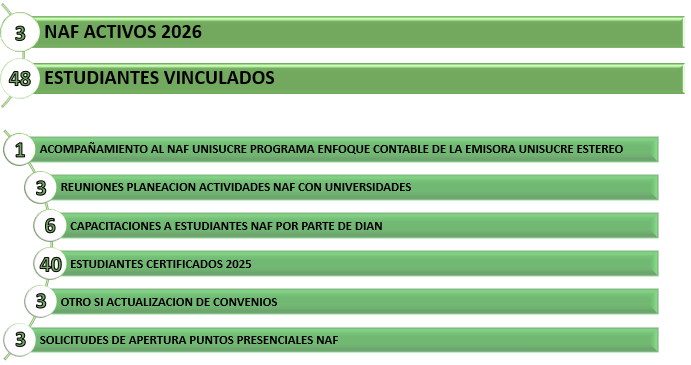 3 NAF ACTIVOS 2026
48 ESTUDIANTES VINCULADOS
1 ACOMPAÑAMIENTO AL NAF UNISUCRE PROGRAMA ENFOQUE CONTABLE DE LA EMISORA UNISUCRE ESTEREO
3 REUNIONES PLANEACION ACTIVIDADES NAF CON UNIVERSIDADES
6 CAPACITACIONES A ESTUDIANTES NAF POR PARTE DE DIAN
40 ESTUDIANTES CERTIFICADOS 2025
3 OTRO SI ACTUALIZACION DE CONVENIOS
3 SOLICITUDES DE APERTURA PUNTOS PRESENCIALES NAF